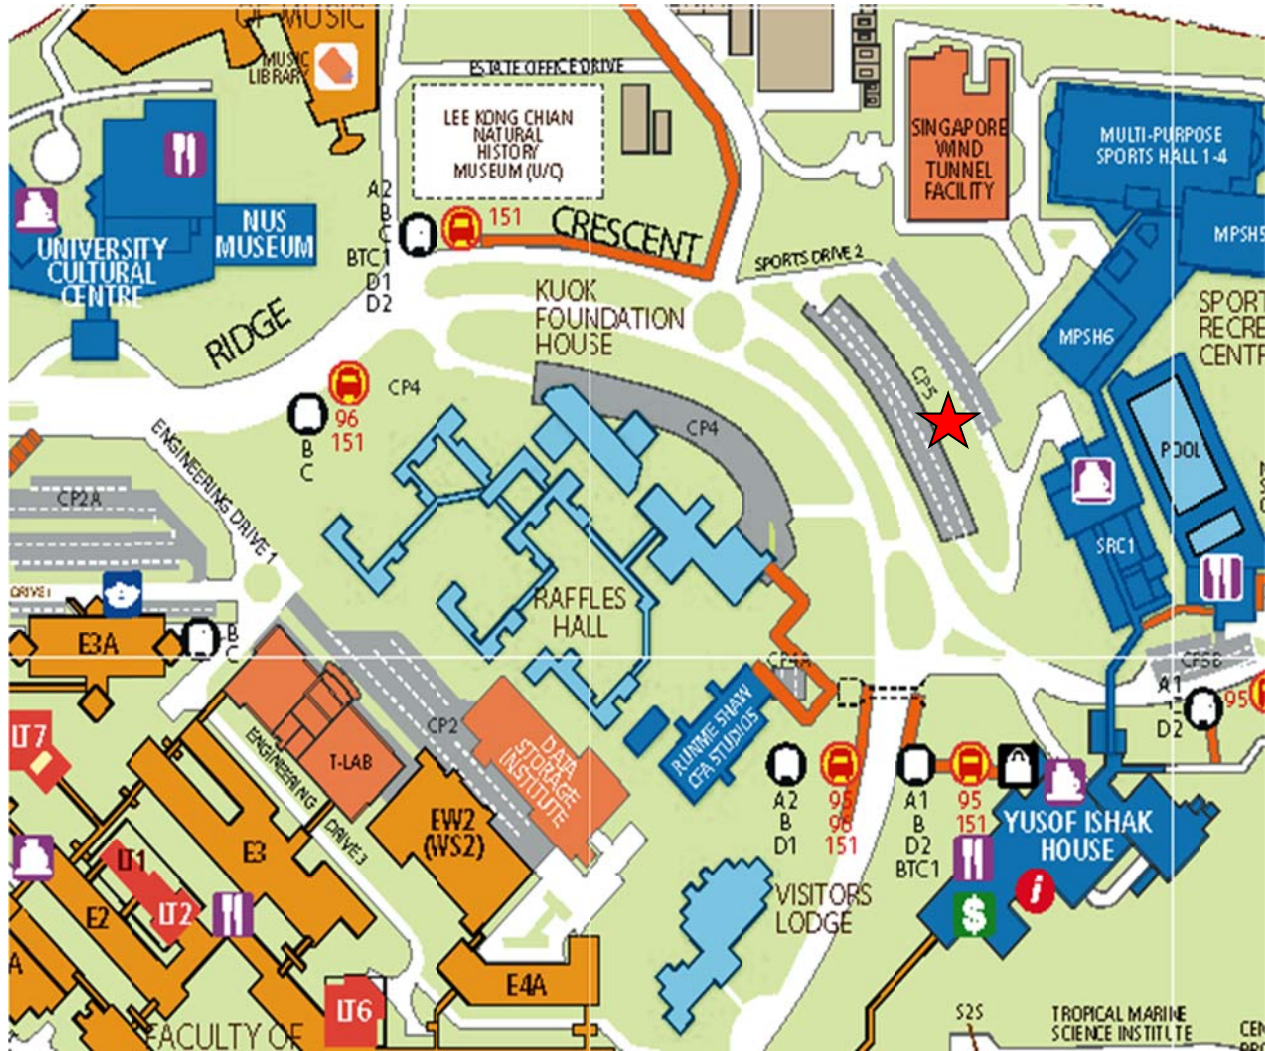 OF MUSIC
MUSIC
LIBRARY
ESTATE OFFICE DRIVE
LEE KONG CHIAN
NATURAL
HISTORY
MUSEUM (U/C)
SINGAPORE
WIND
TUNNEL
FACILITY
MULTI-PURPOSE
SPORTS HALL 1-4
A2
B
C
BTC1
D1
D2
151
CRESCENT
NUS
MUSEUM
UNIVERSITY
CULTURAL
CENTRE
MPSH5
SPORTS DRIVE 2
KUOK
FOUNDATION
HOUSE
RIDGE
MPSH6
SPORT
RECRE
CENTR
CP4
96
151
B
C
CP5
CP4
POOL
ENGINEERING DRIVE 1
CP2A
SRC1
DRIVE 1
E3A
B
C
RAFFLES
HALL
CP4A
CP5B
A1
D2
95
LT7
T-LAB
CP2
DATA
STORAGE
INSTITUTE
RUNME SHAW
CFA STUDIOS
ENGINEERING
DRIVE 3
A2
B
D1
95
96
151
A1
B
D2
BTC1
95
151
YUSOF ISHAK
HOUSE
i
$
EW2
(WS2)
E3
LT1
LT2
E2
VISITORS
LODGE
A
E4A
LT6
FACULTY OF
S2S
TROPICAL MARINE
SCIENCE INSTITUTE
CEN